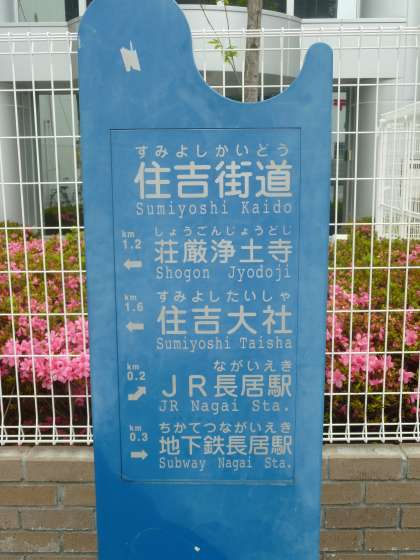 すみよしかいどう
住吉街道
Sumiyoshi Kaido
しょうごんじょうどじ
km
1.2
←
荘厳浄土寺
Shogon Jyodoji
すみよしたいしゃ
km
1.6
←
住吉大社
Sumiyoshi Taisha
ながいえき
km
0.2
↗
JR長居駅
JR Nagai Sta.
ちかてつながいえき
km
0.3
→
地下鉄長居駅
Subway Nagai Sta.